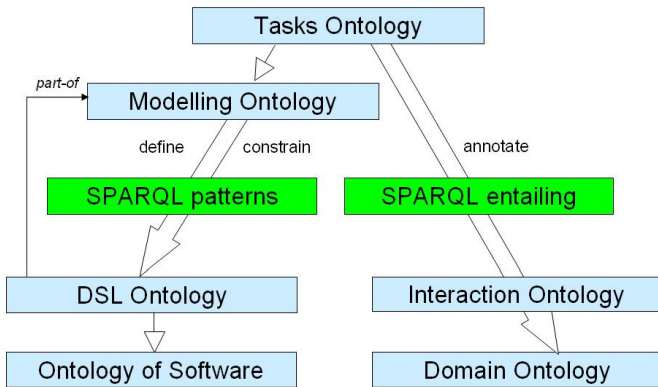 Tasks Ontology
part-of
Modelling Ontology
define
constrain
annotate
SPARQL patterns
SPARQL entailing
DSL Ontology
Interaction Ontology
Ontology of Software
Domain Ontology